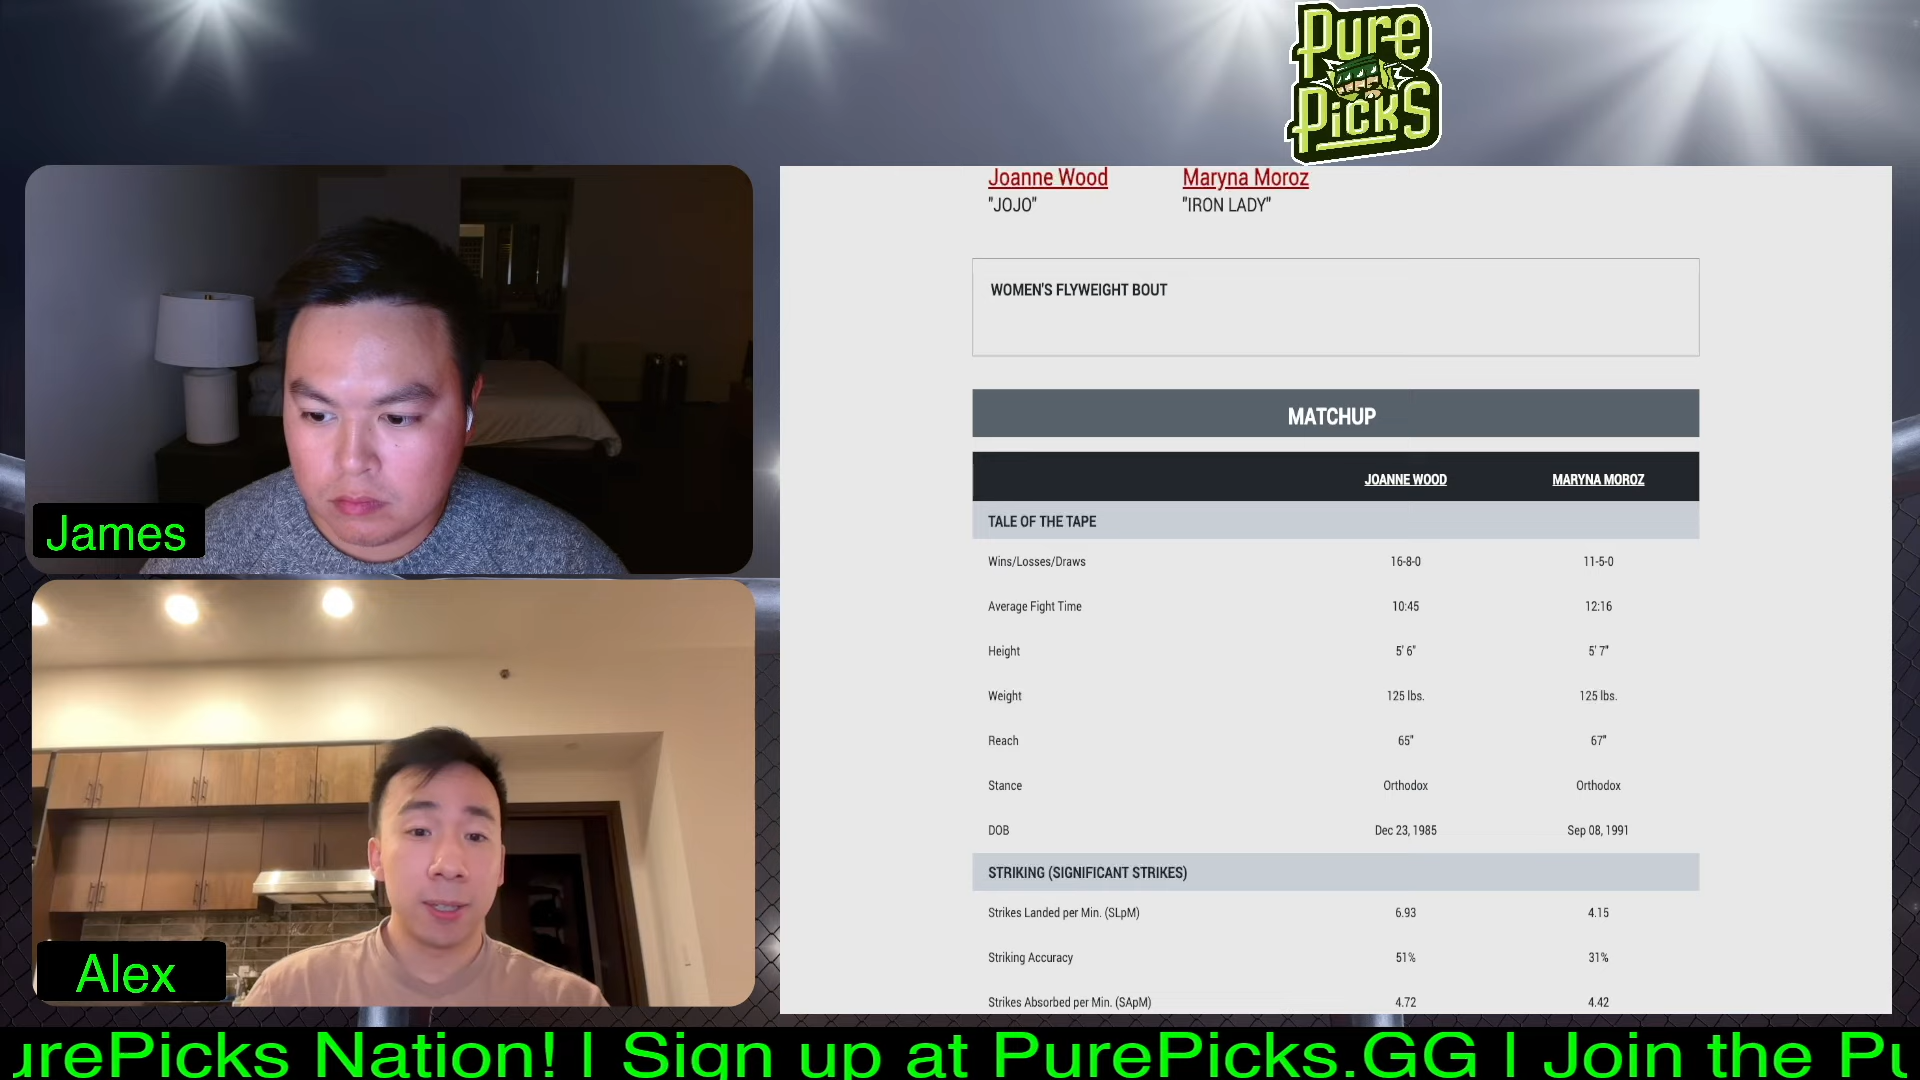 Pure
Picks
James
Alex
Joanne Wood Maryna Moroz
"JOJO" "IRON LADY"
WOMEN'S FLYWEIGHT BOUT
MATCHUP
JOANNE WOOD MARYNA MOROZ
TALE OF THE TAPE
Wins/Losses/Draws 16-8-0 11-5-0
Average Fight Time 10:45 12:16
Height 5' 6" 5' 7"
Weight 125 lbs. 125 lbs.
Reach 65" 67"
Stance Orthodox Orthodox
DOB Dec 23, 1985 Sep 08, 1991
STRIKING (SIGNIFICANT STRIKES)
Strikes Landed per Min. (SLpM) 6.93 4.15
Striking Accuracy 51% 31%
Strikes Absorbed per Min. (SApM) 4.72 4.42
urePicks Nation! | Sign up at PurePicks.GG | Join the Pu